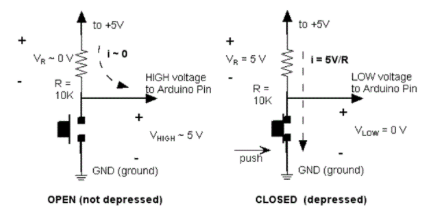 to +5V
+
V_R ~ 0 V
i ~ 0
-
R =
10K
HIGH voltage
to Arduino Pin
+
V_HIGH ~ 5 V
-
GND (ground)
OPEN (not depressed)
to +5V
+
V_R = 5 V
i = 5V/R
-
R =
10K
LOW voltage
to Arduino Pin
+
V_LOW = 0 V
push
-
GND (ground)
CLOSED (depressed)